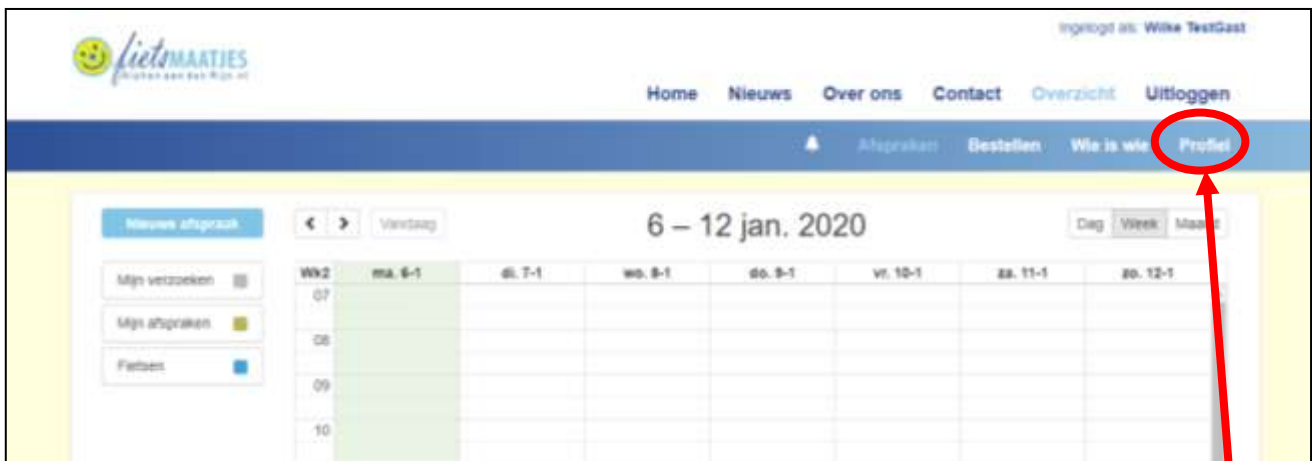 Ingelogd als: Wilke TestGast
fietsMAATJES
Home Nieuws Over ons Contact Overzicht Uitloggen
Afspraken Bestellen Wie is wie Profiel
Nieuwe afspraak
Vandaag
6 – 12 jan. 2020
Dag Week Maand
Mijn verzoeken
Mijn afspraken
Fietsen
Wk2 ma. 6-1 di. 7-1 wo. 8-1 do. 9-1 vr. 10-1 za. 11-1 zo. 12-1
07
08
09
10